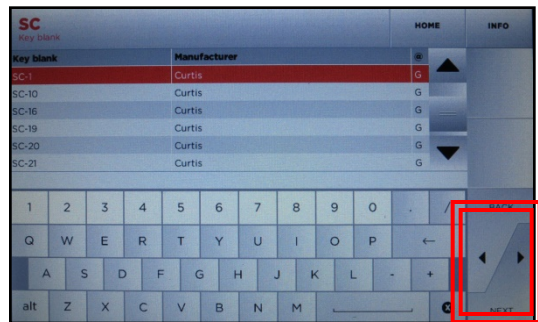 SC HOME INFO
Key blank
Key blank Manufacturer @
SC-1 Curtis G
SC-10 Curtis G
SC-16 Curtis G
SC-19 Curtis G
SC-20 Curtis G
SC-21 Curtis G
1 2 3 4 5 6 7 8 9 0 . / BACK
Q W E R T Y U I O P ←
A S D F G H J K L - +
alt Z X C V B N M X NEXT